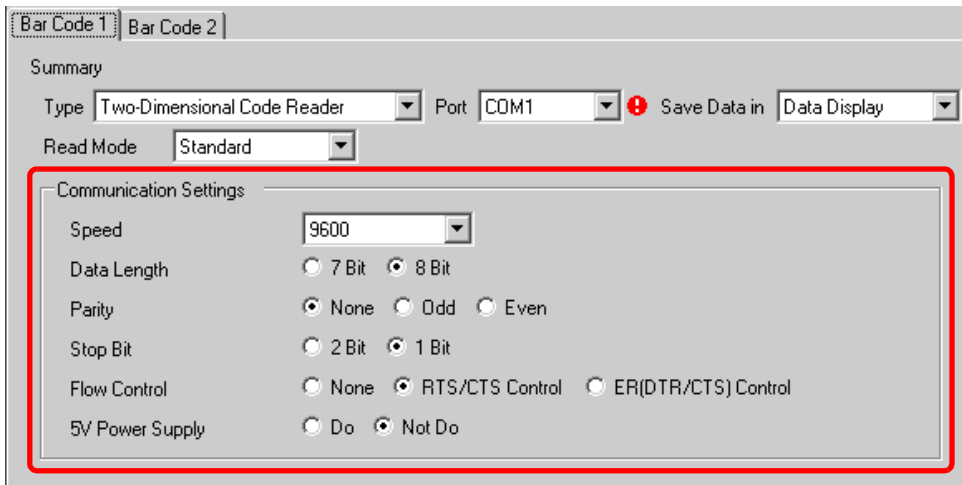 Bar Code 1 Bar Code 2
Summary
Type Two-Dimensional Code Reader Port COM1 Save Data in Data Display
Read Mode Standard
Communication Settings
Speed 9600
Data Length 7 Bit 8 Bit
Parity None Odd Even
Stop Bit 2 Bit 1 Bit
Flow Control None RTS/CTS Control ER(DTR/CTS) Control
5V Power Supply Do Not Do